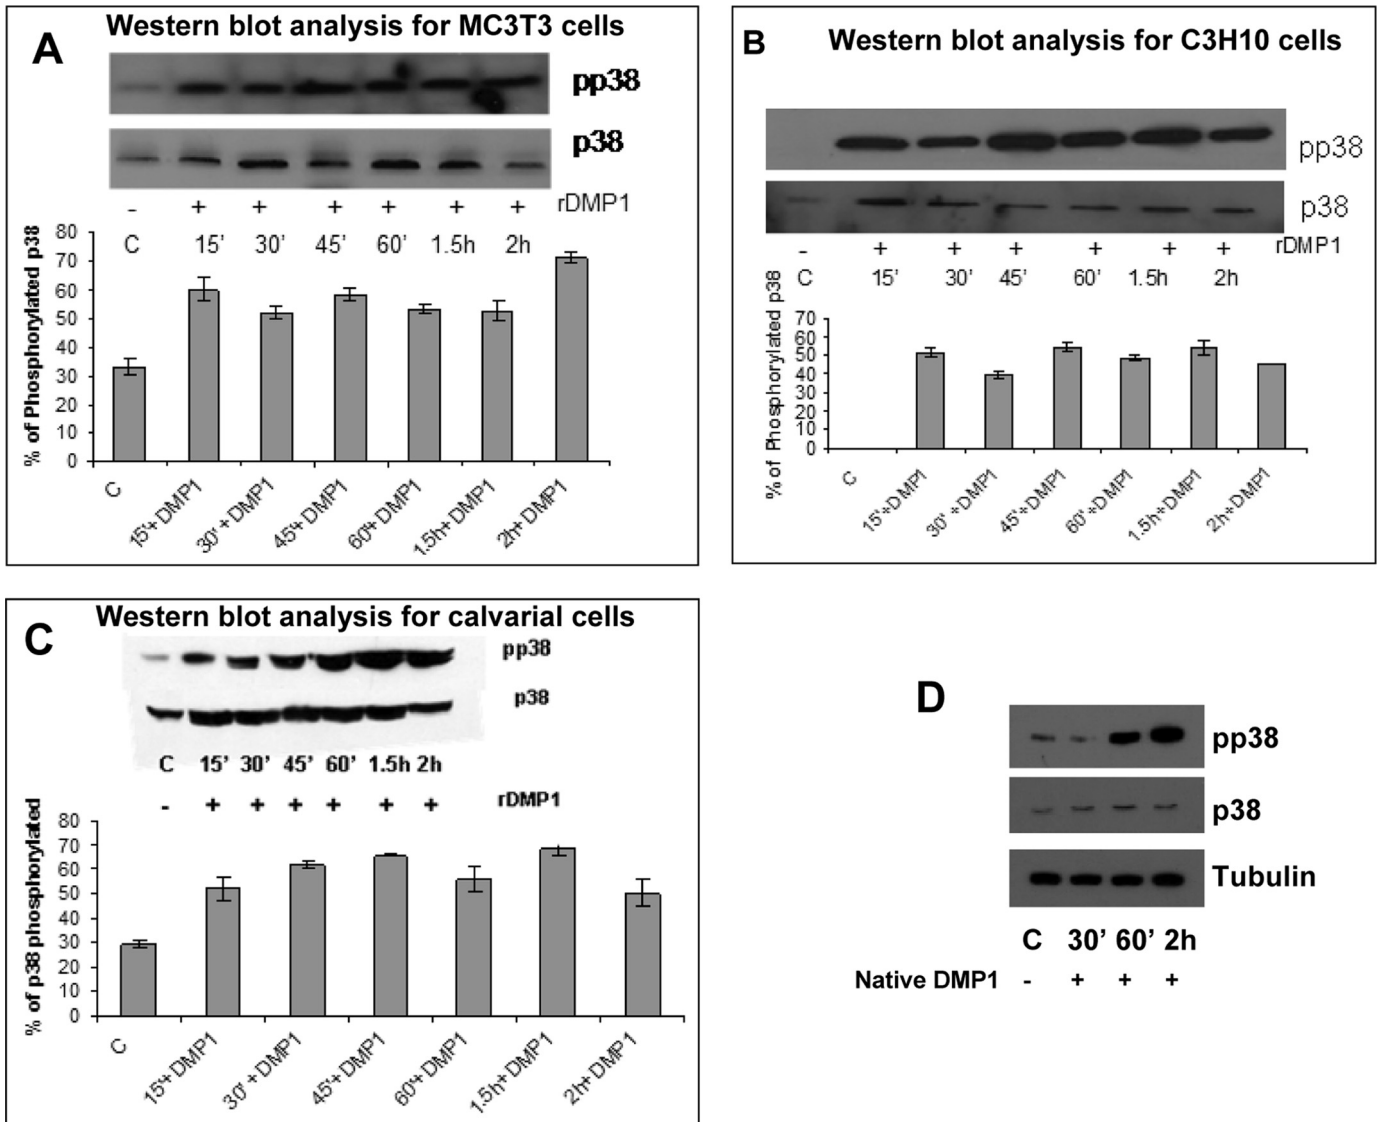 A
Western blot analysis for MC3T3 cells
pp38
p38
- + + + + + + rDMP1
C 15' 30' 45' 60' 1.5h 2h
% of Phosphorylated p38
80
70
60
50
40
30
20
10
0
C
15'+ DMP1
30' + DMP1
45'+ DMP1
60'+ DMP1
1.5h+ DMP1
2h+ DMP1
B
Western blot analysis for C3H10 cells
pp38
p38
- + + + + + + rDMP1
C 15' 30' 45' 60' 1.5h 2h
% of Phosphorylated p38
70
60
50
40
30
20
10
0
C
15'+DMP1
30' +DMP1
45'+DMP1
60'+DMP1
1.5h+DMP1
2h+DMP1
C
Western blot analysis for calvarial cells
pp38
p38
C 15' 30' 45' 60' 1.5h 2h
- + + + + + + rDMP1
% of p38 phosphorylated
80
70
60
50
40
30
20
10
0
C
15'+ DMP1
30' + DMP1
45'+ DMP1
60'+ DMP1
1.5h+ DMP1
2h+ DMP1
D
pp38
p38
Tubulin
C 30' 60' 2h
Native DMP1 - + + +